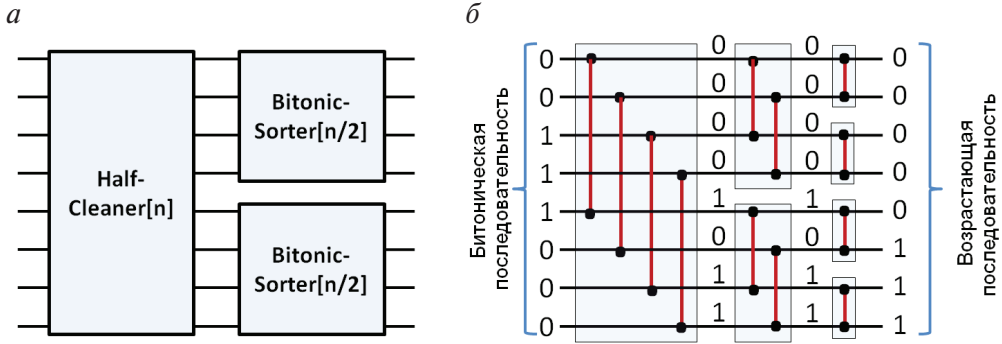 а
Half-
Cleaner[n]
Bitonic-
Sorter[n/2]
Bitonic-
Sorter[n/2]
б
Битоническая
последовательность
0 0 0 0
0 0 0 0
1 0 0 0
1 0 0 0
1 1 1 0
0 0 0 1
0 1 1 1
0 1 1 1
Возрастающая
последовательность